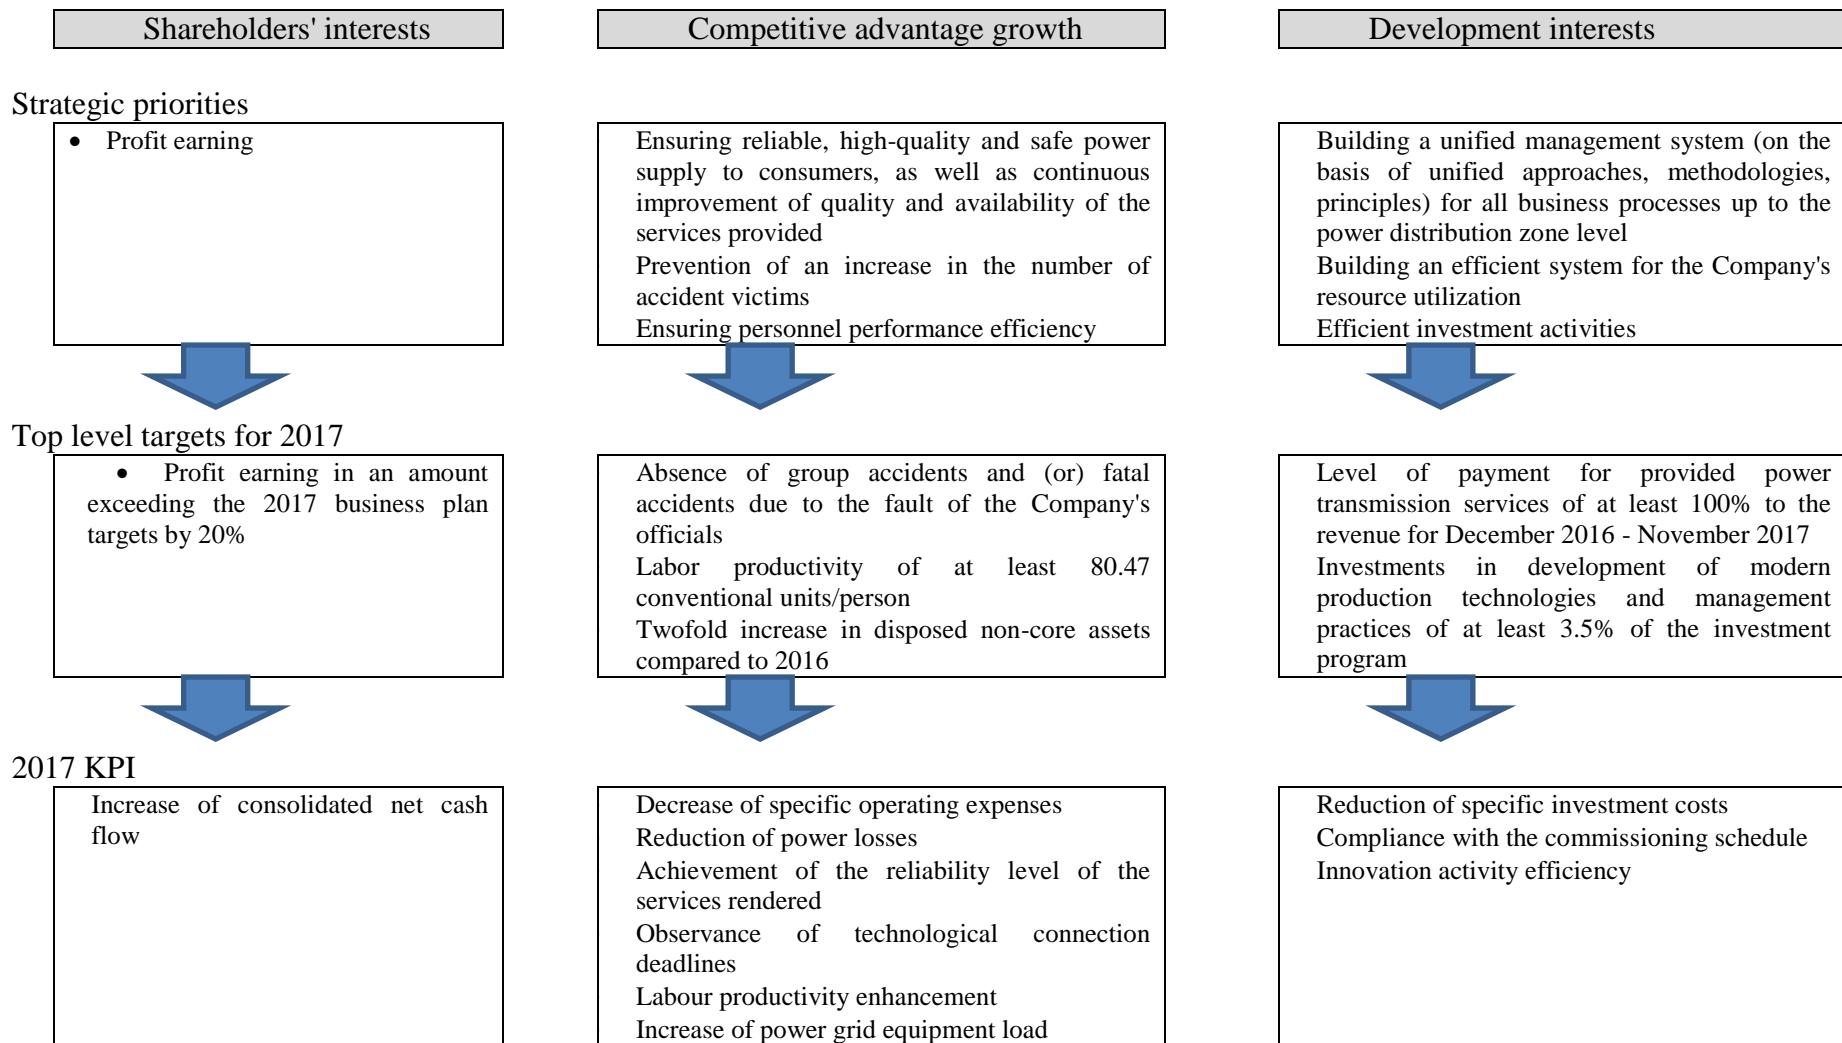 Shareholders' interests
Competitive advantage growth
Development interests
Strategic priorities
• Profit earning
Ensuring reliable, high-quality and safe power
supply to consumers, as well as continuous
improvement of quality and availability of the
services provided
Prevention of an increase in the number of
accident victims
Ensuring personnel performance efficiency
Building a unified management system (on the
basis of unified approaches, methodologies,
principles) for all business processes up to the
power distribution zone level
Building an efficient system for the Company's
resource utilization
Efficient investment activities
Top level targets for 2017
• Profit earning in an amount
exceeding the 2017 business plan
targets by 20%
Absence of group accidents and (or) fatal
accidents due to the fault of the Company's
officials
Labor productivity of at least 80.47
conventional units/person
Twofold increase in disposed non-core assets
compared to 2016
Level of payment for provided power
transmission services of at least 100% to the
revenue for December 2016 - November 2017
Investments in development of modern
production technologies and management
practices of at least 3.5% of the investment
program
2017 KPI
Increase of consolidated net cash
flow
Decrease of specific operating expenses
Reduction of power losses
Achievement of the reliability level of the
services rendered
Observance of technological connection
deadlines
Labour productivity enhancement
Increase of power grid equipment load
Reduction of specific investment costs
Compliance with the commissioning schedule
Innovation activity efficiency